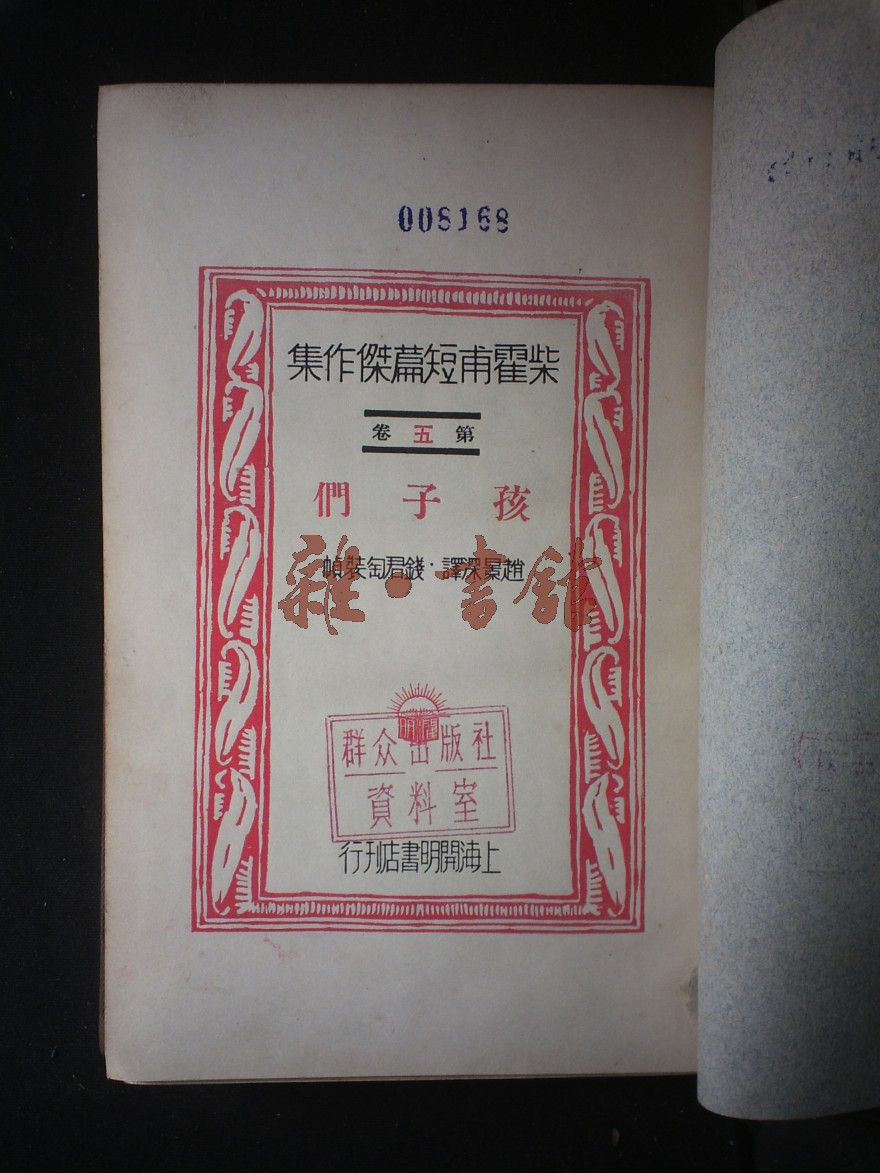 008168
柴霍甫短篇傑作集
第五卷
孩子們
趙景深譯·錢君匋裝幀
雜·書館
開明
群众出版社
資料室
上海開明書店刊行